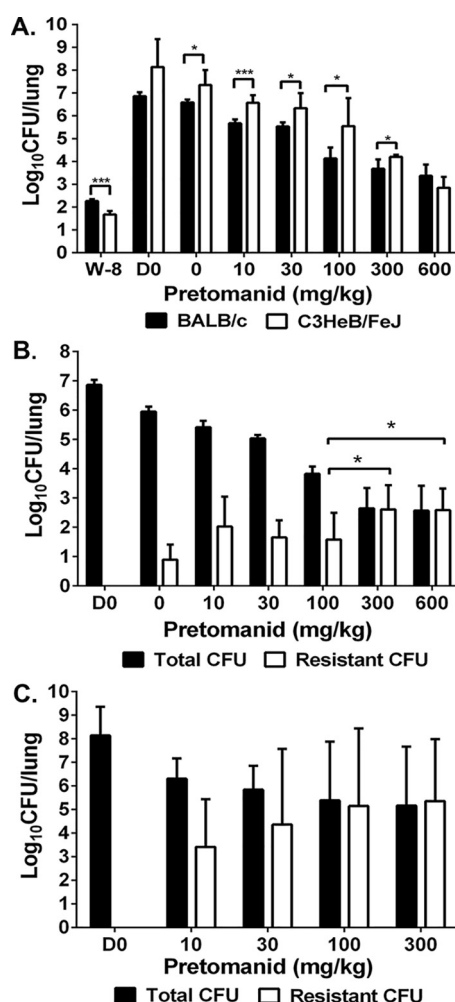 A.
Log10CFU/lung
10
9
8
7
6
5
4
3
2
1
0
***
*
***
*
*
*
W-8 D0 0 10 30 100 300 600
Pretomanid (mg/kg)
BALB/c C3HeB/FeJ
B.
Log10CFU/lung
8
7
6
5
4
3
2
1
0
*
*
D0 0 10 30 100 300 600
Pretomanid (mg/kg)
Total CFU Resistant CFU
C.
Log10CFU/lung
10
9
8
7
6
5
4
3
2
1
0
D0 10 30 100 300
Pretomanid (mg/kg)
Total CFU Resistant CFU